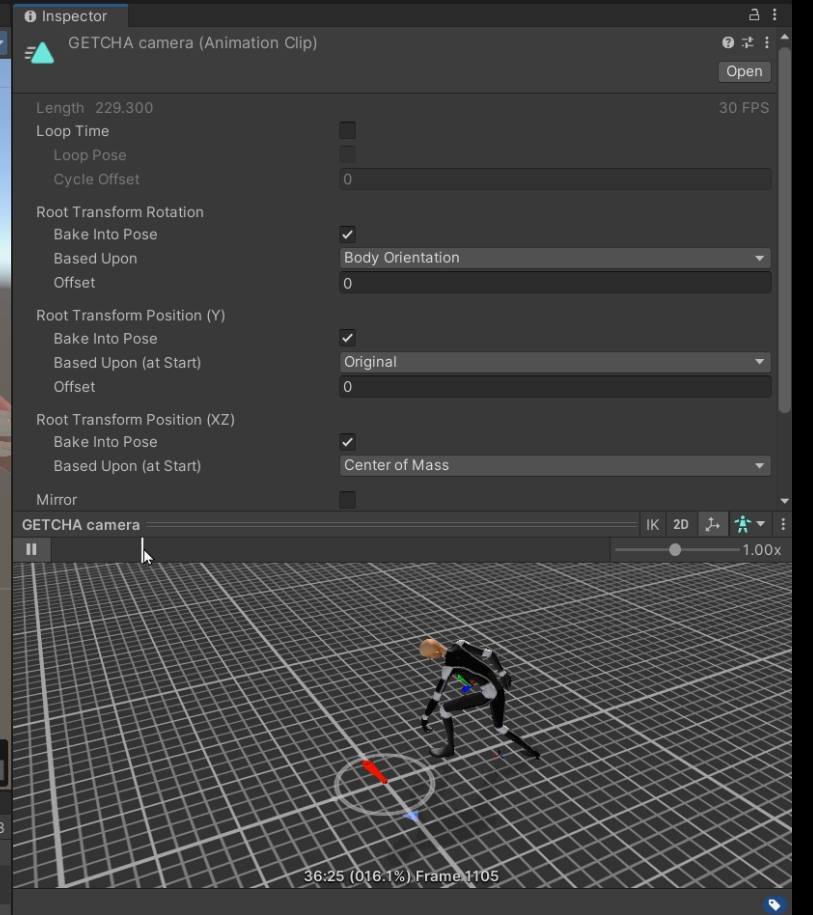 Inspector
GETCHA camera (Animation Clip)
Open
Length 229.300 30 FPS
Loop Time
Loop Pose
Cycle Offset 0
Root Transform Rotation
Bake Into Pose
Based Upon Body Orientation
Offset 0
Root Transform Position (Y)
Bake Into Pose
Based Upon (at Start) Original
Offset 0
Root Transform Position (XZ)
Bake Into Pose
Based Upon (at Start) Center of Mass
Mirror
GETCHA camera IK 2D
1.00x
36:25 (016.1%) Frame 1105